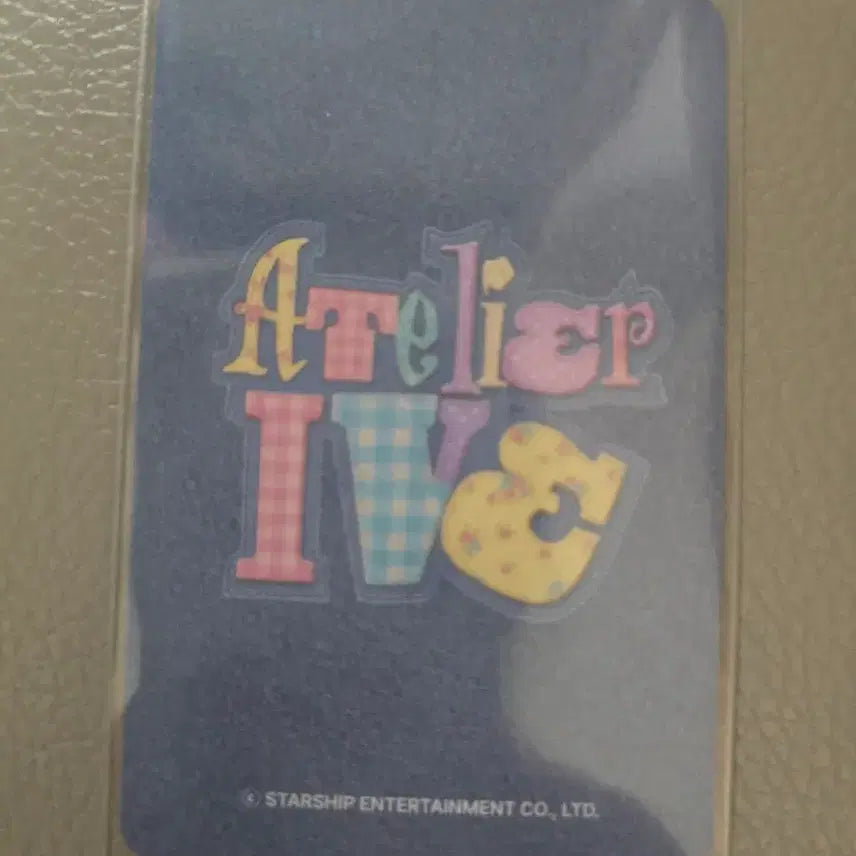 Atelier
IVE
© STARSHIP ENTERTAINMENT CO., LTD.